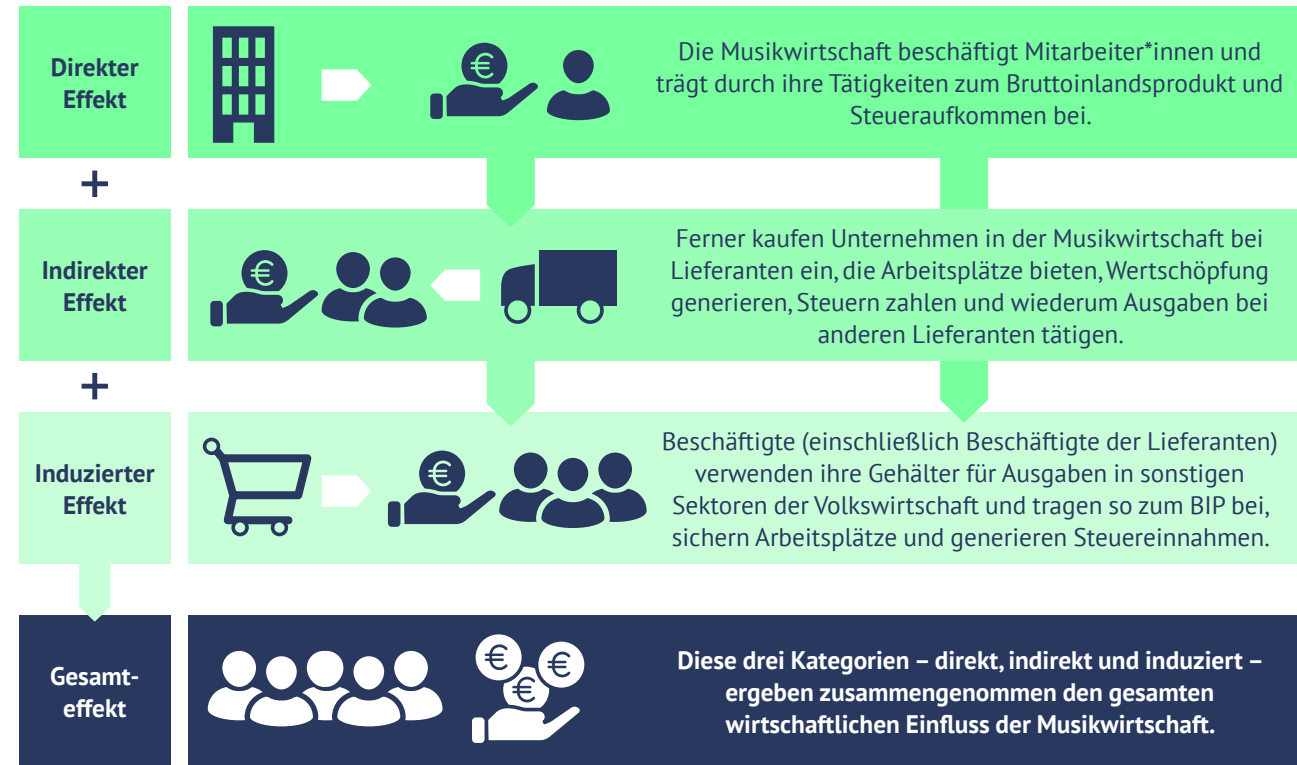 Direkter
Effekt
€
Die Musikwirtschaft beschäftigt Mitarbeiter*innen und
trägt durch ihre Tätigkeiten zum Bruttoinlandsprodukt und
Steueraufkommen bei.
+
Indirekter
Effekt
€
Ferner kaufen Unternehmen in der Musikwirtschaft bei
Lieferanten ein, die Arbeitsplätze bieten, Wertschöpfung
generieren, Steuern zahlen und wiederum Ausgaben bei
anderen Lieferanten tätigen.
+
Induzierter
Effekt
€
Beschäftigte (einschließlich Beschäftigte der Lieferanten)
verwenden ihre Gehälter für Ausgaben in sonstigen
Sektoren der Volkswirtschaft und tragen so zum BIP bei,
sichern Arbeitsplätze und generieren Steuereinnahmen.
Gesamt-
effekt
€ €
€
Diese drei Kategorien – direkt, indirekt und induziert –
ergeben zusammengenommen den gesamten
wirtschaftlichen Einfluss der Musikwirtschaft.